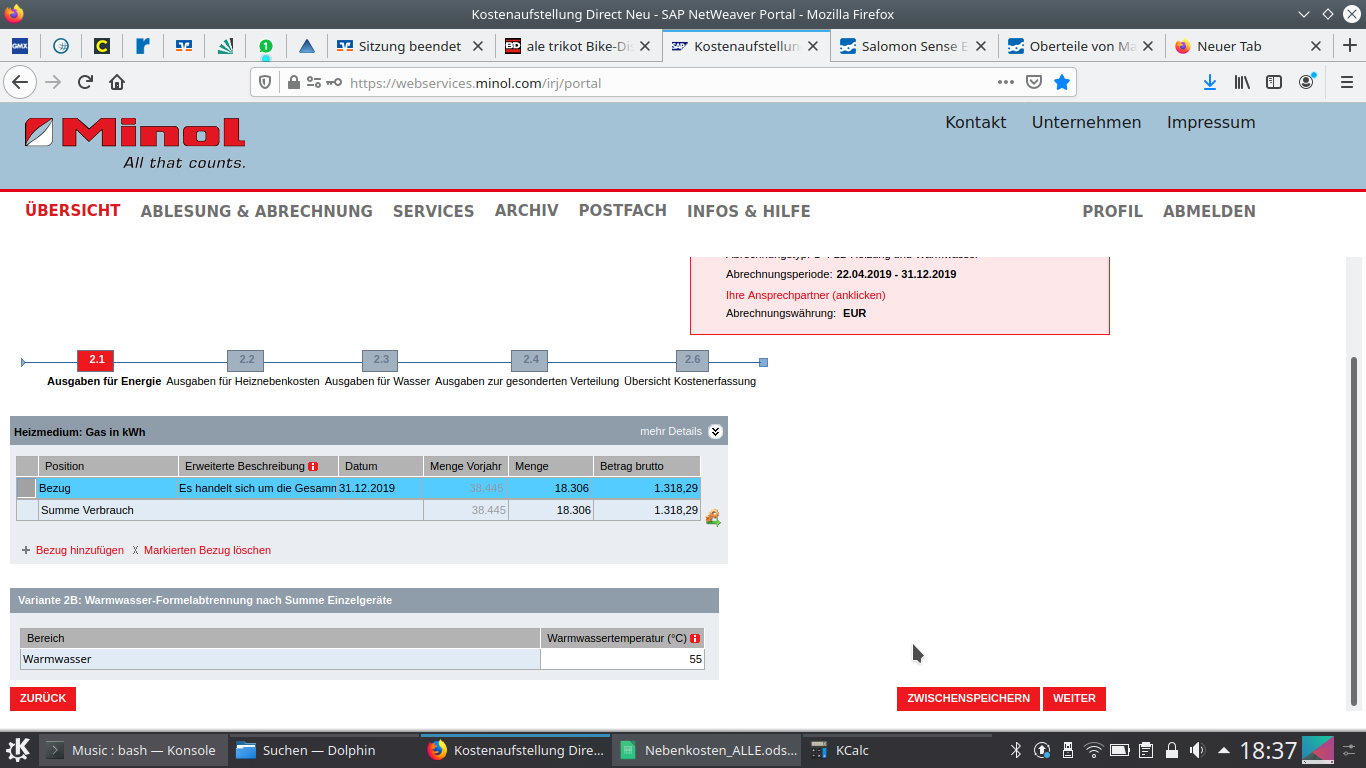 Kostenaufstellung Direct Neu - SAP NetWeaver Portal - Mozilla Firefox
GMX C r 1 Sitzung beendet BD ale trikot Bike-Dis SAP Kostenaufstellun Salomon Sense E Oberteile von Ma Neuer Tab
https://webservices.minol.com/irj/portal
Minol
All that counts.
Kontakt Unternehmen Impressum
ÜBERSICHT ABLESUNG & ABRECHNUNG SERVICES ARCHIV POSTFACH INFOS & HILFE PROFIL ABMELDEN
Abrechnungsperiode: 22.04.2019 - 31.12.2019
Ihre Ansprechpartner (anklicken)
Abrechnungswährung: EUR
2.1 2.2 2.3 2.4 2.6
Ausgaben für Energie Ausgaben für Heiznebenkosten Ausgaben für Wasser Ausgaben zur gesonderten Verteilung Übersicht Kostenerfassung
Heizmedium: Gas in kWh mehr Details
Position Erweiterte Beschreibung Datum Menge Vorjahr Menge Betrag brutto
Bezug Es handelt sich um die Gesamm 31.12.2019 38.445 18.306 1.318,29
Summe Verbrauch 38.445 18.306 1.318,29
Bezug hinzufügen Markierten Bezug löschen
Variante 2B: Warmwasser-Formelabtrennung nach Summe Einzelgeräte
Bereich Warmwassertemperatur (°C)
Warmwasser 55
ZURÜCK ZWISCHENSPEICHERN WEITER
Music : bash — Konsole Suchen — Dolphin Kostenaufstellung Dire... Nebenkosten_ALLE.ods... KCalc 18:37